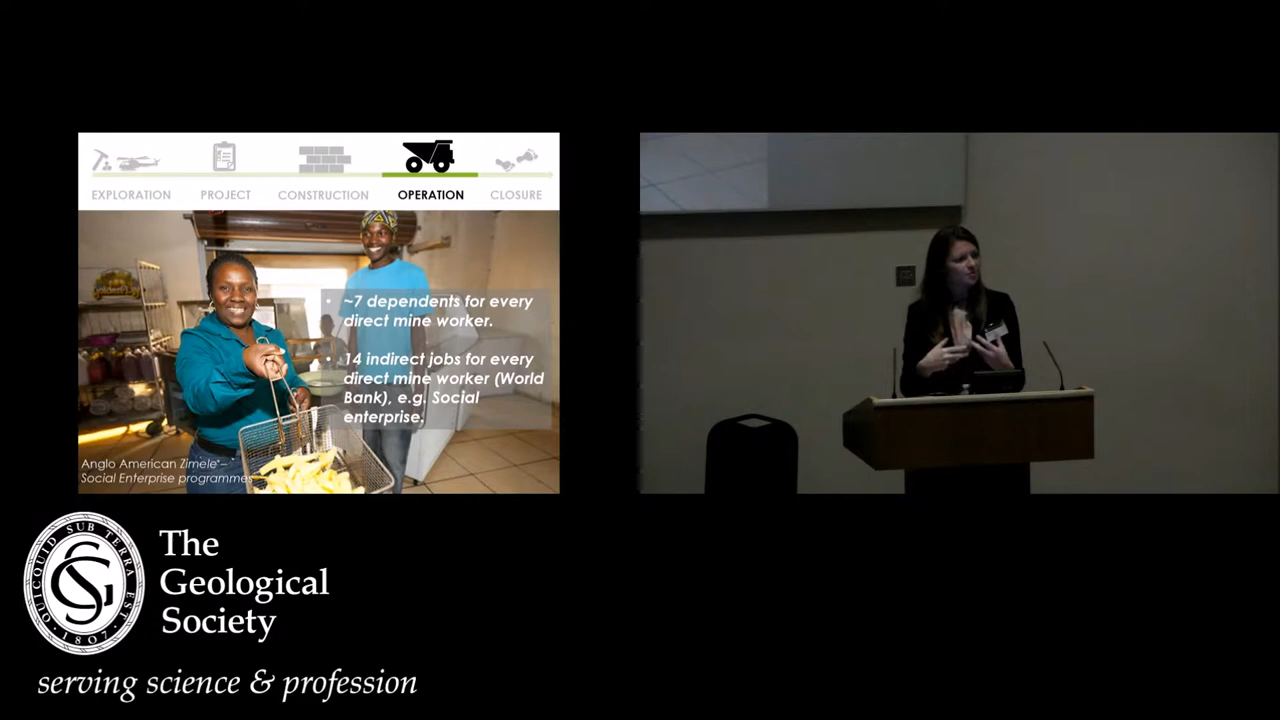 EXPLORATION PROJECT CONSTRUCTION OPERATION CLOSURE
• ~7 dependents for every
direct mine worker.
• 14 indirect jobs for every
direct mine worker (World
Bank), e.g. Social
enterprise.
Anglo American Zimele –
Social Enterprise programmes
QUICQUID SUB TERRA EST
·1807·
The
Geological
Society
serving science & profession